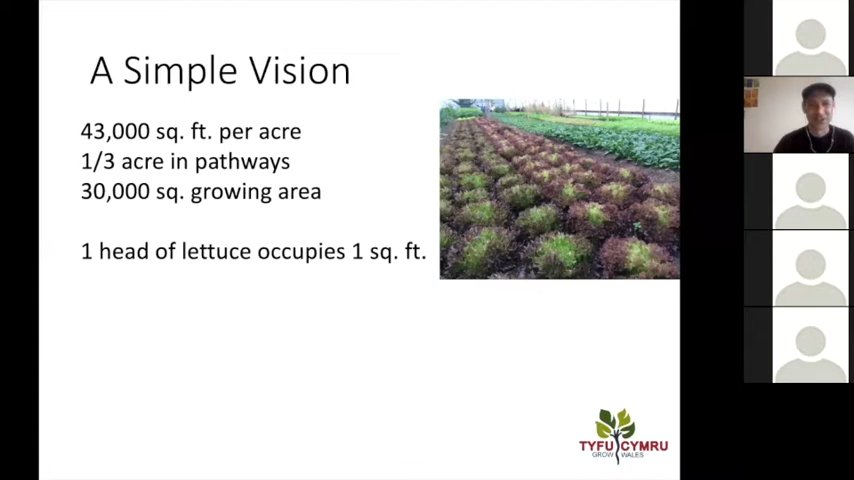 A Simple Vision
43,000 sq. ft. per acre
1/3 acre in pathways
30,000 sq. growing area
1 head of lettuce occupies 1 sq. ft.
TYFU CYMRU
GROW WALES